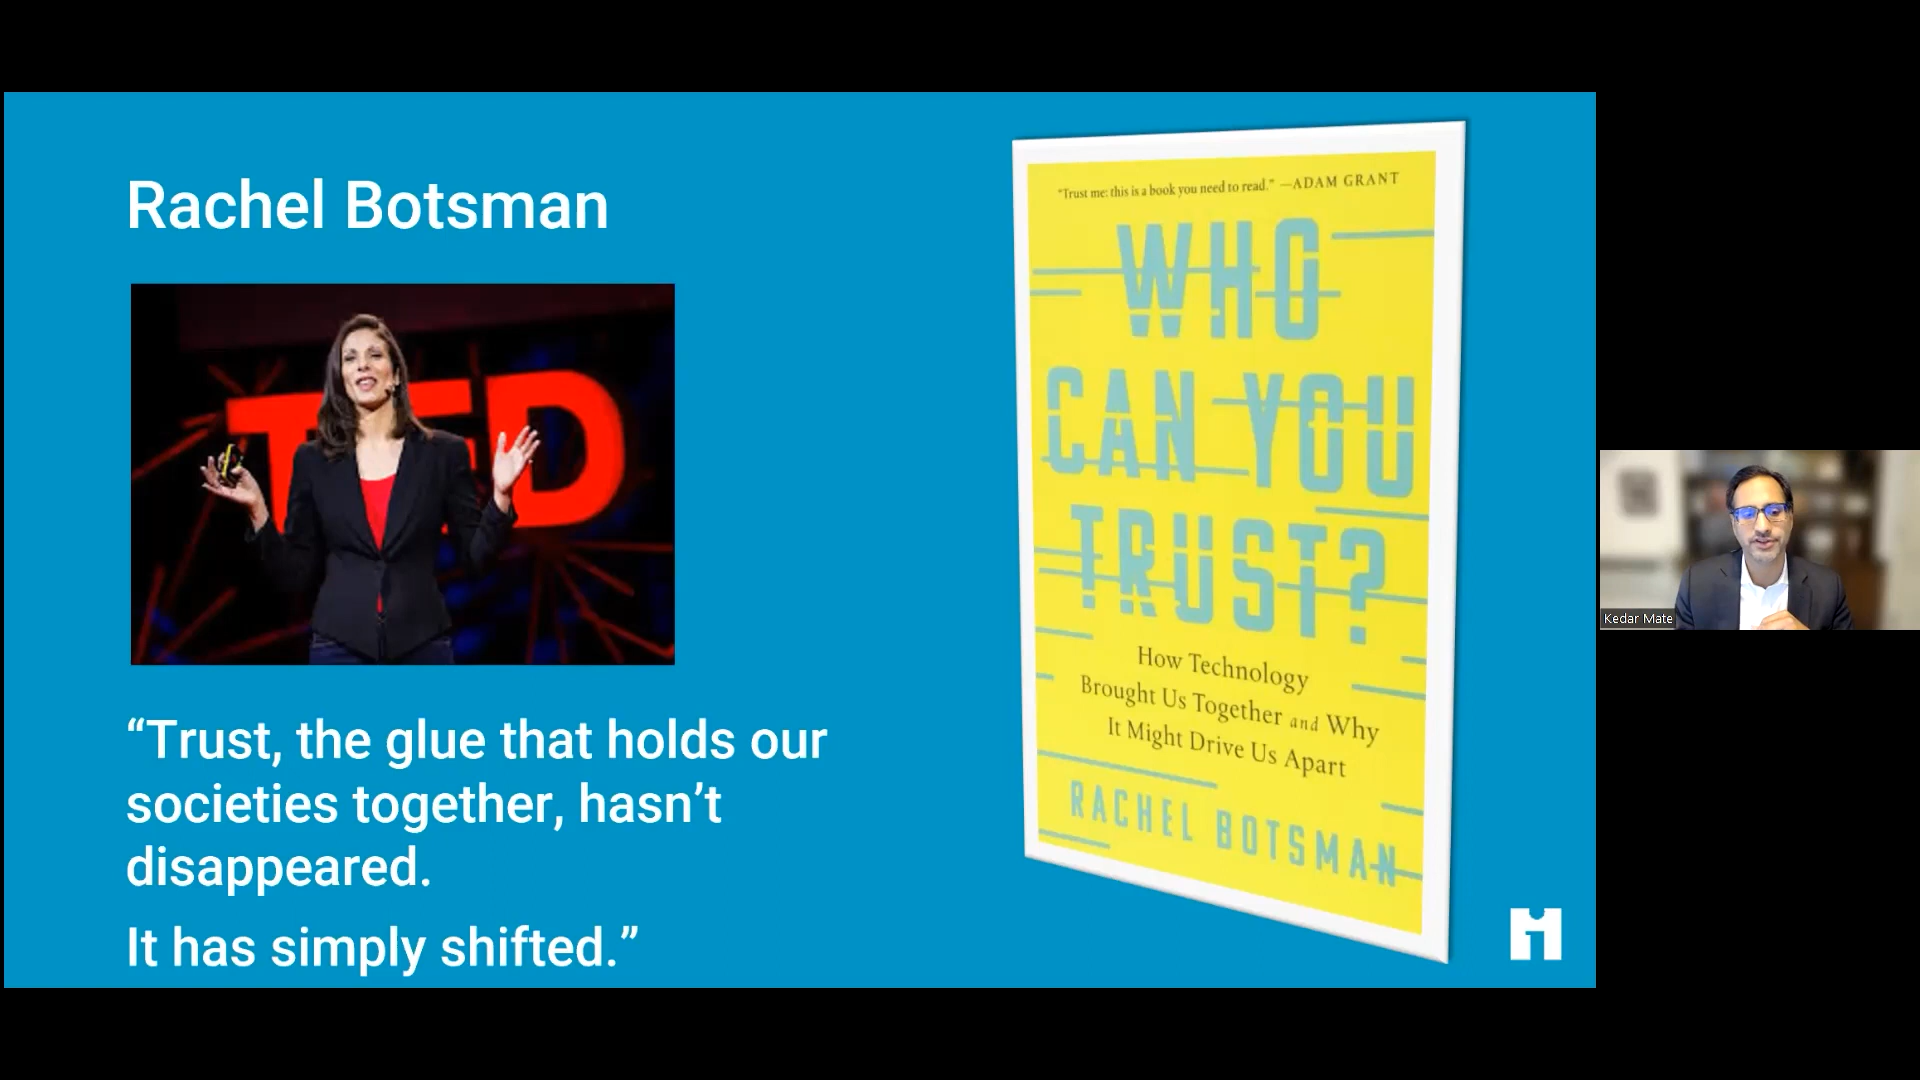 Rachel Botsman
TED
“Trust, the glue that holds our
societies together, hasn’t
disappeared.
It has simply shifted.”
“Trust me: this is a book you need to read.” —ADAM GRANT
WHO
CAN YOU
TRUST?
How Technology
Brought Us Together and Why
It Might Drive Us Apart
RACHEL BOTSMAN
Kedar Mate